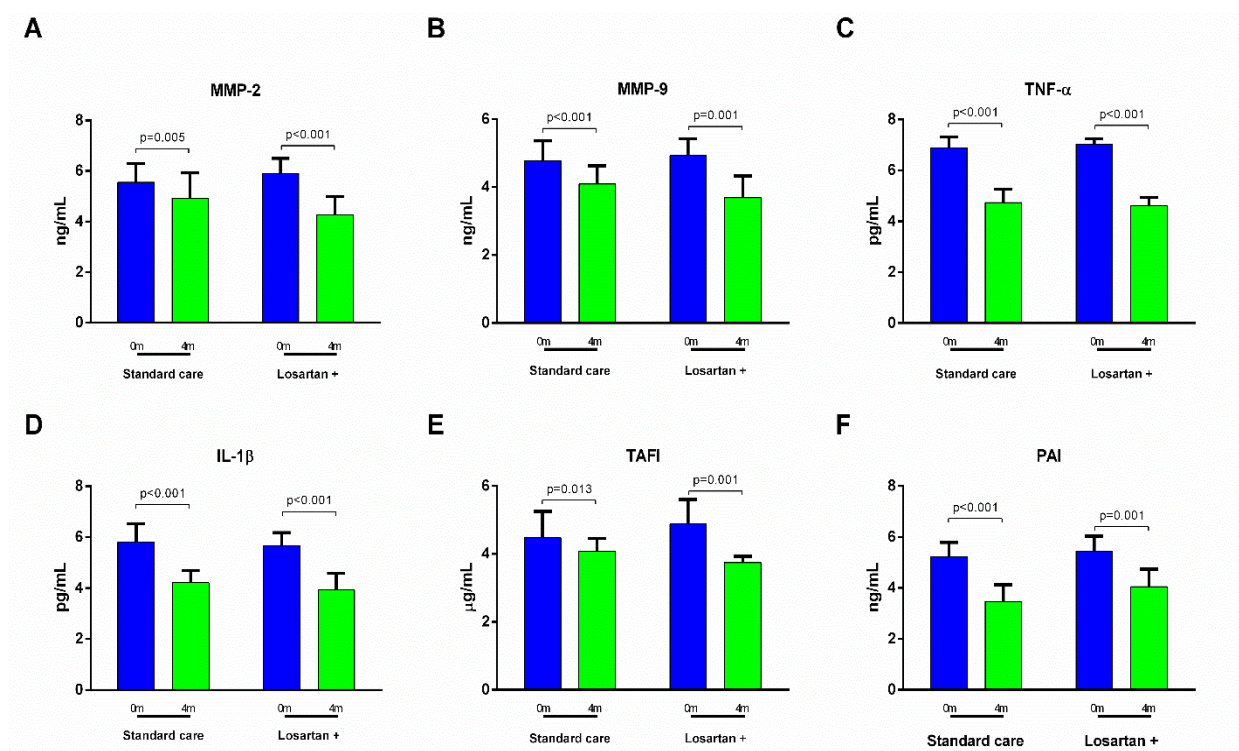 A
MMP-2
ng/mL
8
6
4
2
0
p=0.005
p<0.001
0m 4m 0m 4m
Standard care Losartan +
B
MMP-9
ng/mL
6
4
2
0
p<0.001
p=0.003
0m 4m 0m 4m
Standard care Losartan +
C
TNF-α
pg/mL
8
6
4
2
0
p<0.001
p<0.001
0m 4m 0m 4m
Standard care Losartan +
D
IL-1β
pg/mL
8
6
4
2
0
p<0.001
p<0.001
0m 4m 0m 4m
Standard care Losartan +
E
TAFI
μg/mL
6
4
2
0
p=0.013
p=0.001
0m 4m 0m 4m
Standard care Losartan +
F
PAI
ng/mL
8
6
4
2
0
p<0.001
p=0.001
0m 4m 0m 4m
Standard care Losartan +